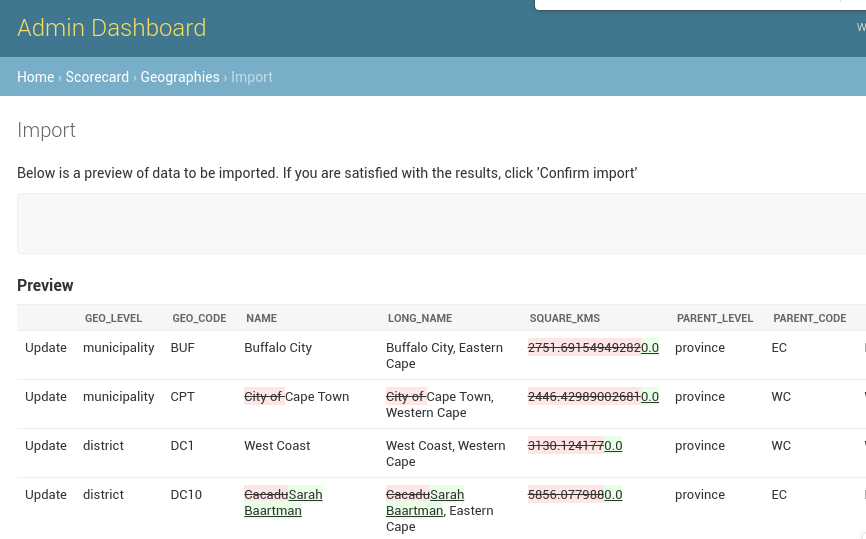 Admin Dashboard
Home › Scorecard › Geographies › Import
Import
Below is a preview of data to be imported. If you are satisfied with the results, click 'Confirm import'
Preview
GEO_LEVEL GEO_CODE NAME LONG_NAME SQUARE_KMS PARENT_LEVEL PARENT_CODE
Update municipality BUF Buffalo City Buffalo City, Eastern 2751.691549492820.0 province EC
Cape
Update municipality CPT City of Cape Town City of Cape Town, 2446.429890026810.0 province WC
Western Cape
Update district DC1 West Coast West Coast, Western 3130.1241770.0 province WC
Cape
Update district DC10 CacaduSarah CacaduSarah 5856.0779880.0 province EC
Baartman Baartman, Eastern
Cape